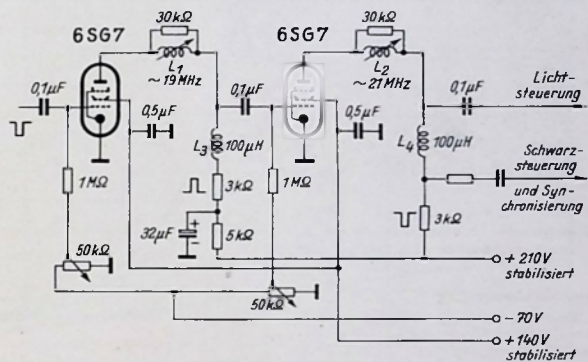 30kΩ
30kΩ
6SG7
6SG7
L1
~19MHz
L2
~21MHz
0,1µF
0,1µF
0,1µF
Licht-
steuerung
0,5µF
0,5µF
L3
100µH
L4
100µH
Schwarz-
steuerung
und Syn-
chronisierung
1MΩ
3kΩ
1MΩ
3kΩ
32µF
+
−
5kΩ
50kΩ
50kΩ
+ 210V
stabilisiert
− 70V
+ 140V
stabilisiert